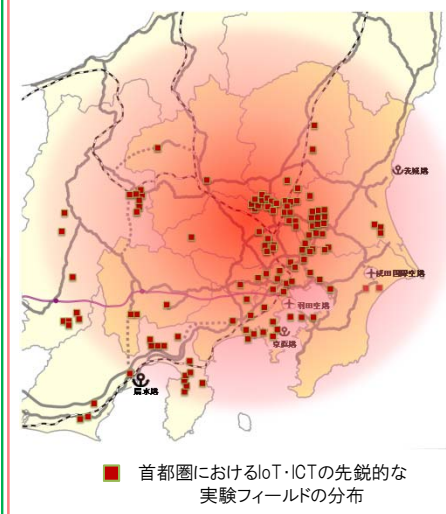 茨城港
成田国際空港
羽田空港
京浜港
清水港
首都圏におけるIoT・ICTの先鋭的な
実験フィールドの分布